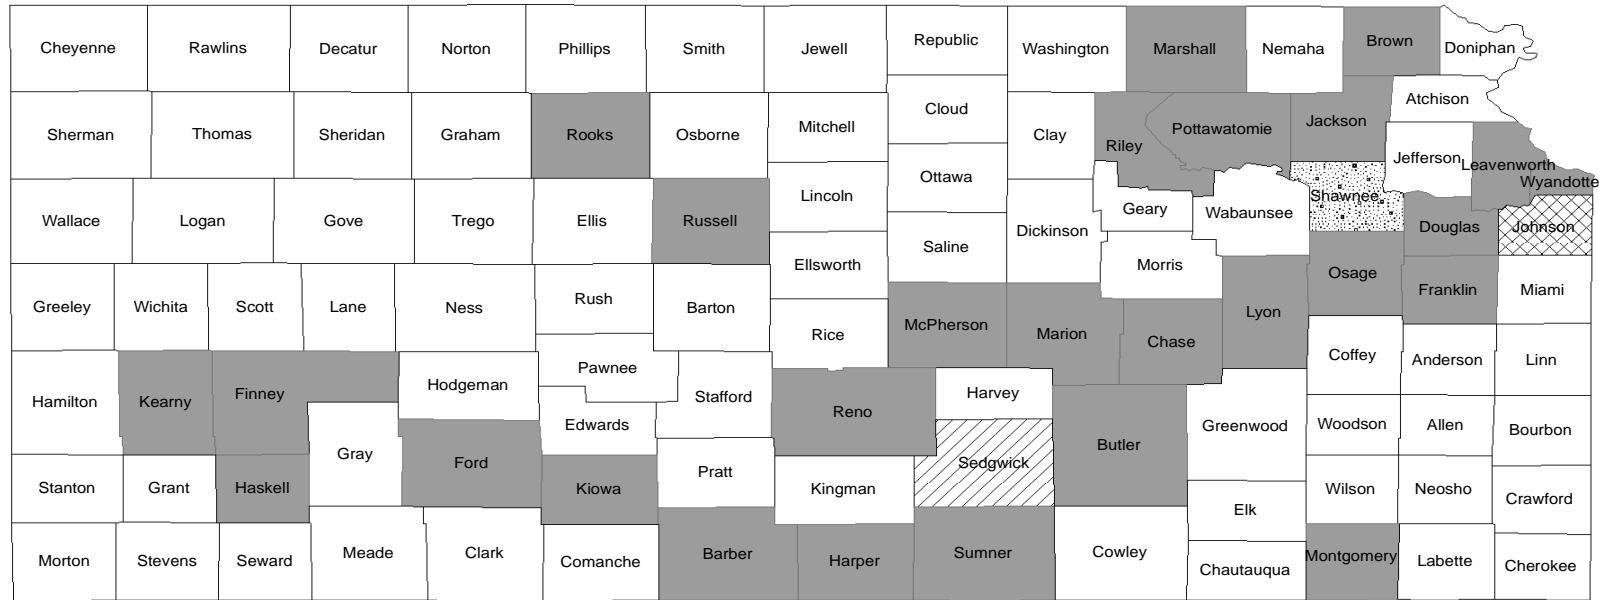 Cheyenne
Rawlins
Decatur
Norton
Phillips
Smith
Jewell
Republic
Washington
Marshall
Nemaha
Brown
Doniphan
Sherman
Thomas
Sheridan
Graham
Rooks
Osborne
Mitchell
Cloud
Clay
Riley
Pottawatomie
Jackson
Atchison
Jefferson
Leavenworth
Wyandotte
Wallace
Logan
Gove
Trego
Ellis
Russell
Lincoln
Ottawa
Saline
Dickinson
Geary
Wabaunsee
Shawnee
Douglas
Johnson
Greeley
Wichita
Scott
Lane
Ness
Rush
Barton
Ellsworth
Rice
McPherson
Marion
Morris
Chase
Lyon
Osage
Franklin
Miami
Hamilton
Kearny
Finney
Hodgeman
Pawnee
Edwards
Stafford
Reno
Harvey
Butler
Greenwood
Coffey
Anderson
Linn
Woodson
Allen
Bourbon
Stanton
Grant
Haskell
Gray
Ford
Kiowa
Pratt
Kingman
Sedgwick
Elk
Wilson
Neosho
Crawford
Morton
Stevens
Seward
Meade
Clark
Comanche
Barber
Harper
Sumner
Cowley
Chautauqua
Montgomery
Labette
Cherokee